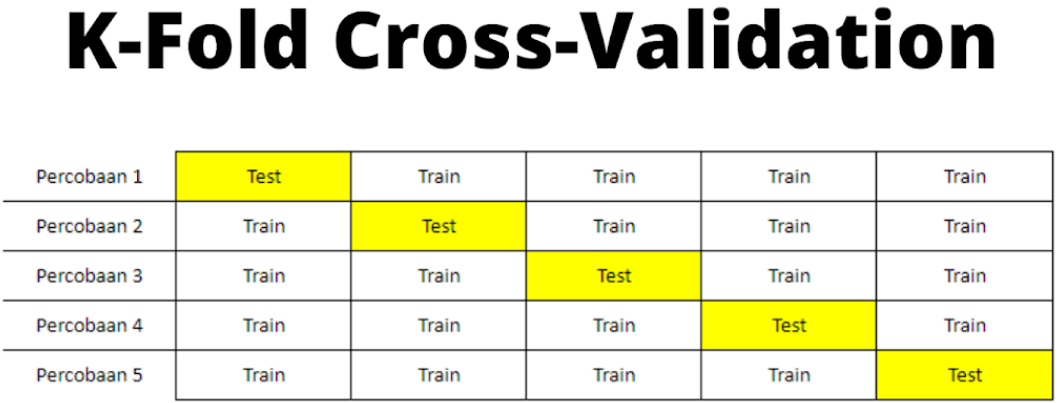 K-Fold Cross-Validation
Percobaan 1 Test Train Train Train Train
Percobaan 2 Train Test Train Train Train
Percobaan 3 Train Train Test Train Train
Percobaan 4 Train Train Train Test Train
Percobaan 5 Train Train Train Train Test